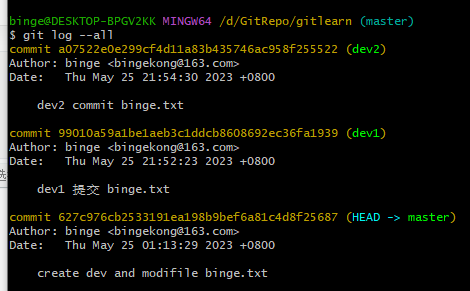 binge@DESKTOP-BPGV2KK MINGW64 /d/GitRepo/gitlearn (master)
$ git log --all
commit a07522e0e299cf4d11a83b435746ac958f255522 (dev2)
Author: binge <bingekong@163.com>
Date:   Thu May 25 21:54:30 2023 +0800
    dev2 commit binge.txt
commit 99010a59a1be1aeb3c1ddcb8608692ec36fa1939 (dev1)
Author: binge <bingekong@163.com>
Date:   Thu May 25 21:52:23 2023 +0800
    dev1 提交 binge.txt
commit 627c976cb2533191ea198b9bef6a81c4d8f25687 (HEAD -> master)
Author: binge <bingekong@163.com>
Date:   Thu May 25 01:13:29 2023 +0800
    create dev and modifile binge.txt